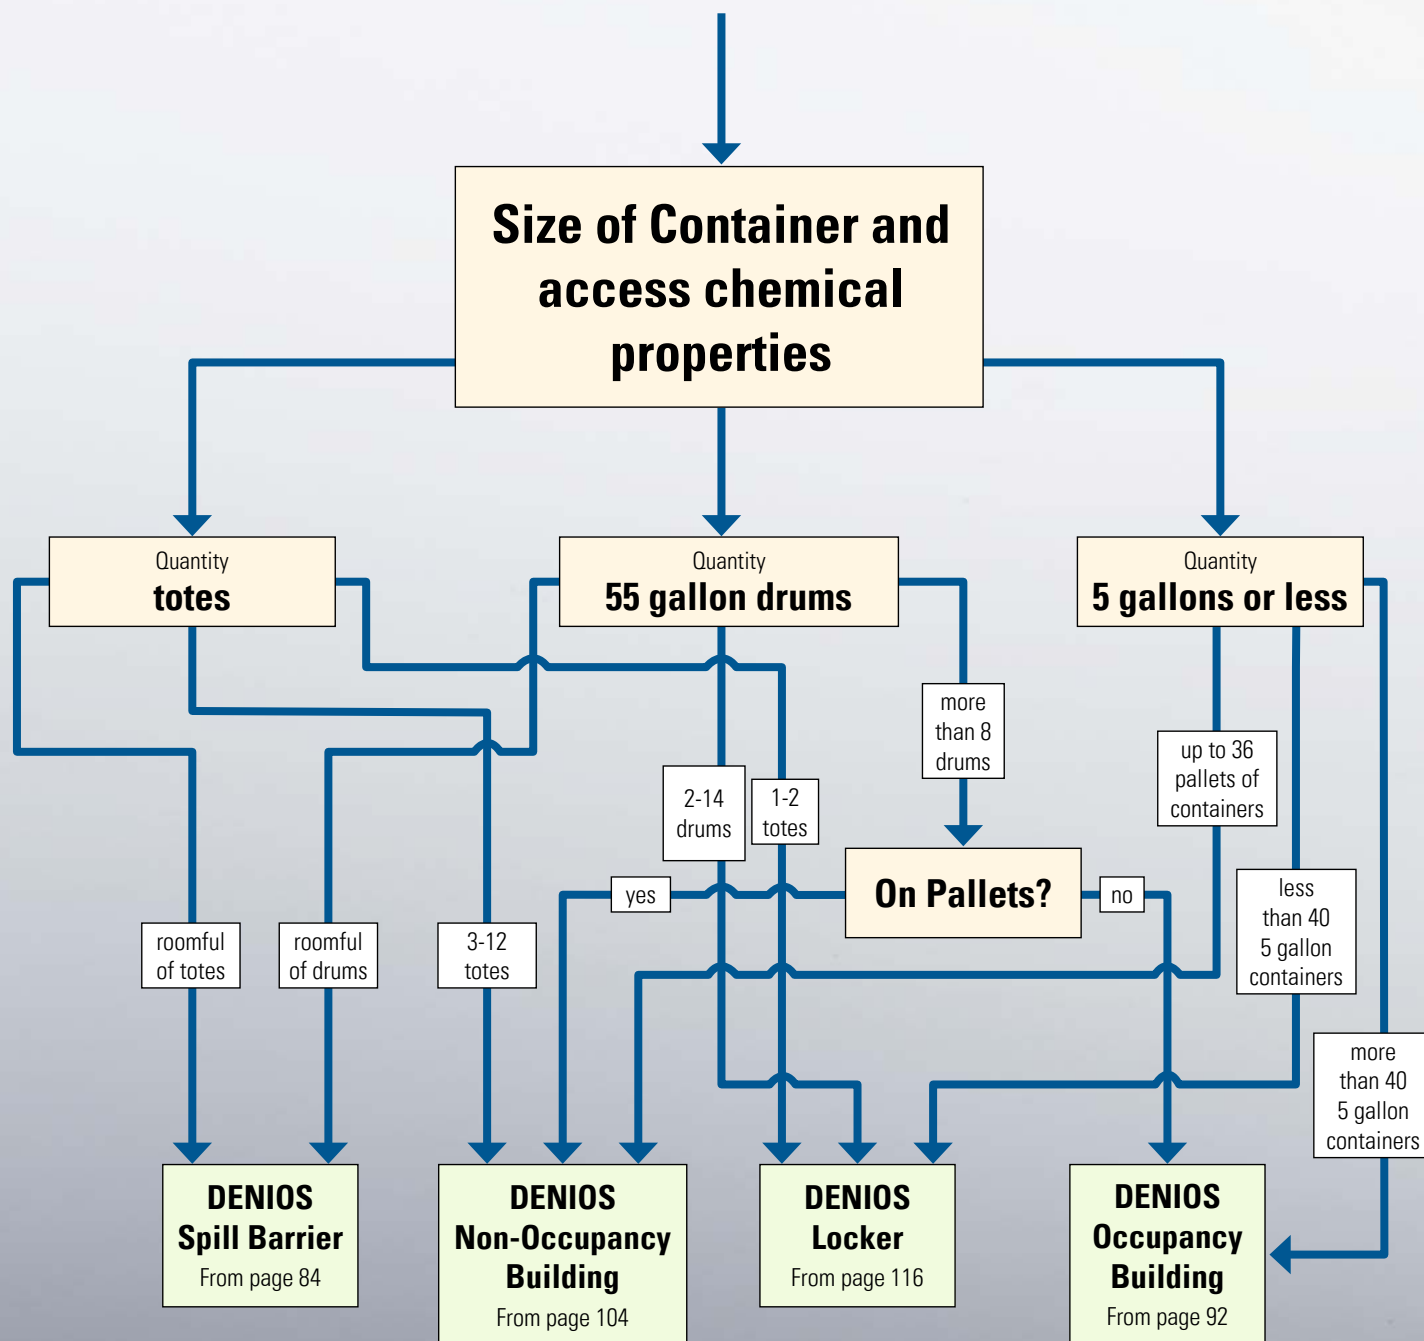 Size of Container and
access chemical
properties
Quantity
totes
Quantity
55 gallon drums
Quantity
5 gallons or less
more
than 8
drums
up to 36
pallets of
containers
2-14
drums
1-2
totes
On Pallets?
yes
no
less
than 40
5 gallon
containers
roomful
of totes
roomful
of drums
3-12
totes
more
than 40
5 gallon
containers
DENIOS
Spill Barrier
From page 84
DENIOS
Non-Occupancy
Building
From page 104
DENIOS
Locker
From page 116
DENIOS
Occupancy
Building
From page 92